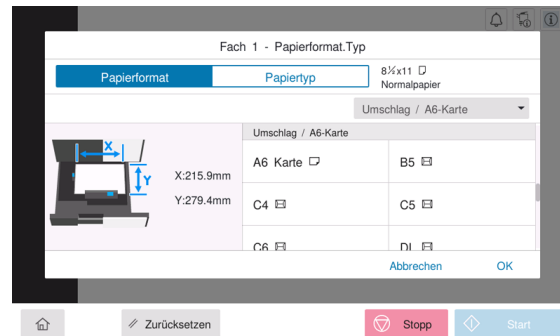 Fach 1 - Papierformat.Typ
Papierformat
Papiertyp
8½x11
Normalpapier
Umschlag / A6-Karte
Umschlag / A6-Karte
X
Y
X:215.9mm
Y:279.4mm
A6 Karte
B5
C4
C5
C6
DL
Abbrechen
OK
Zurücksetzen
Stopp
Start